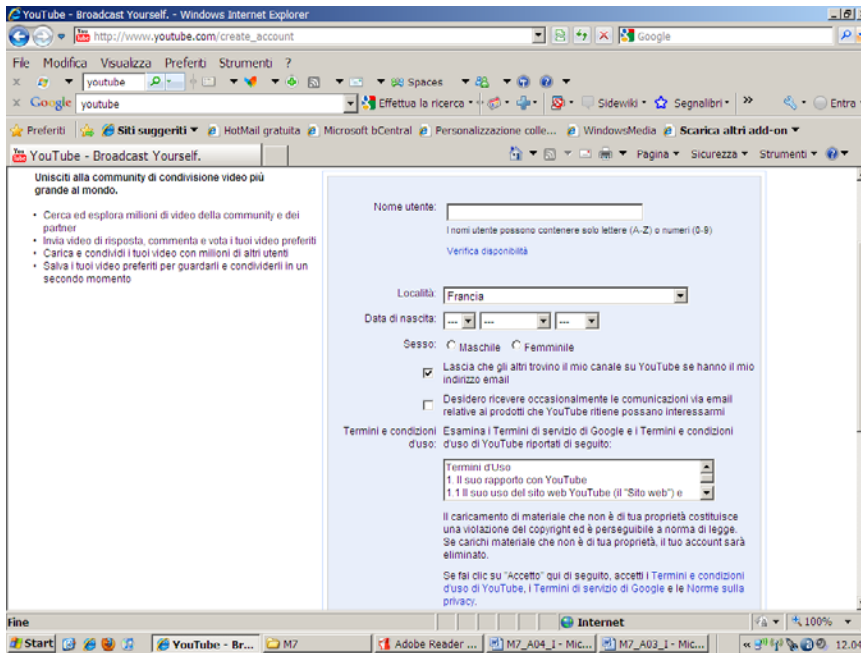 YouTube - Broadcast Yourself. - Windows Internet Explorer
http://www.youtube.com/create_account
Google
File Modifica Visualizza Preferiti Strumenti ?
x youtube Spaces
x Google youtube Effettua la ricerca Sidewiki Segnalibri » Entra
Preferiti Siti suggeriti HotMail gratuita Microsoft bCentral Personalizzazione colle... WindowsMedia Scarica altri add-on
YouTube - Broadcast Yourself. Pagina Sicurezza Strumenti
Unisciti alla community di condivisione video più
grande al mondo.
• Cerca ed esplora milioni di video della community e dei
partner
• Invia video di risposta, commenta e vota i tuoi video preferiti
• Carica e condividi i tuoi video con milioni di altri utenti
• Salva i tuoi video preferiti per guardarli e condividerli in un
secondo momento
Nome utente:
I nomi utente possono contenere solo lettere (A-Z) o numeri (0-9)
Verifica disponibilità
Località: Francia
Data di nascita: --- --- ---
Sesso: Maschile Femminile
Lascia che gli altri trovino il mio canale su YouTube se hanno il mio
indirizzo email
Desidero ricevere occasionalmente le comunicazioni via email
relative ai prodotti che YouTube ritiene possano interessarmi
Termini e condizioni d'uso: Esamina i Termini di servizio di Google e i Termini e condizioni
d'uso di YouTube riportati di seguito:
Termini d'Uso
1. Il suo rapporto con YouTube
1.1 Il suo uso del sito web YouTube (il "Sito web") e
Il caricamento di materiale che non è di tua proprietà costituisce
una violazione del copyright ed è perseguibile a norma di legge.
Se carichi materiale che non è di tua proprietà, il tuo account sarà
eliminato.
Se fai clic su "Accetto" qui di seguito, accetti i Termini e condizioni
d'uso di YouTube, i Termini di servizio di Google e le Norme sulla
privacy.
Fine Internet 100%
Start YouTube - Br... M7 Adobe Reader ... M7_A04_I - Mic... M7_A03_I - Mic... « 12.04